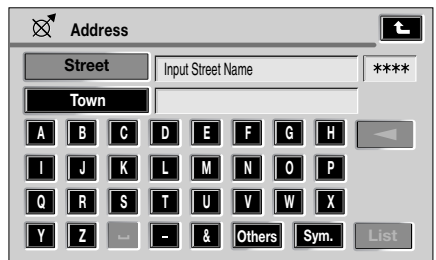 Address
Street Input Street Name ****
Town
A B C D E F G H
I J K L M N O P
Q R S T U V W X
Y Z - & Others Sym. List